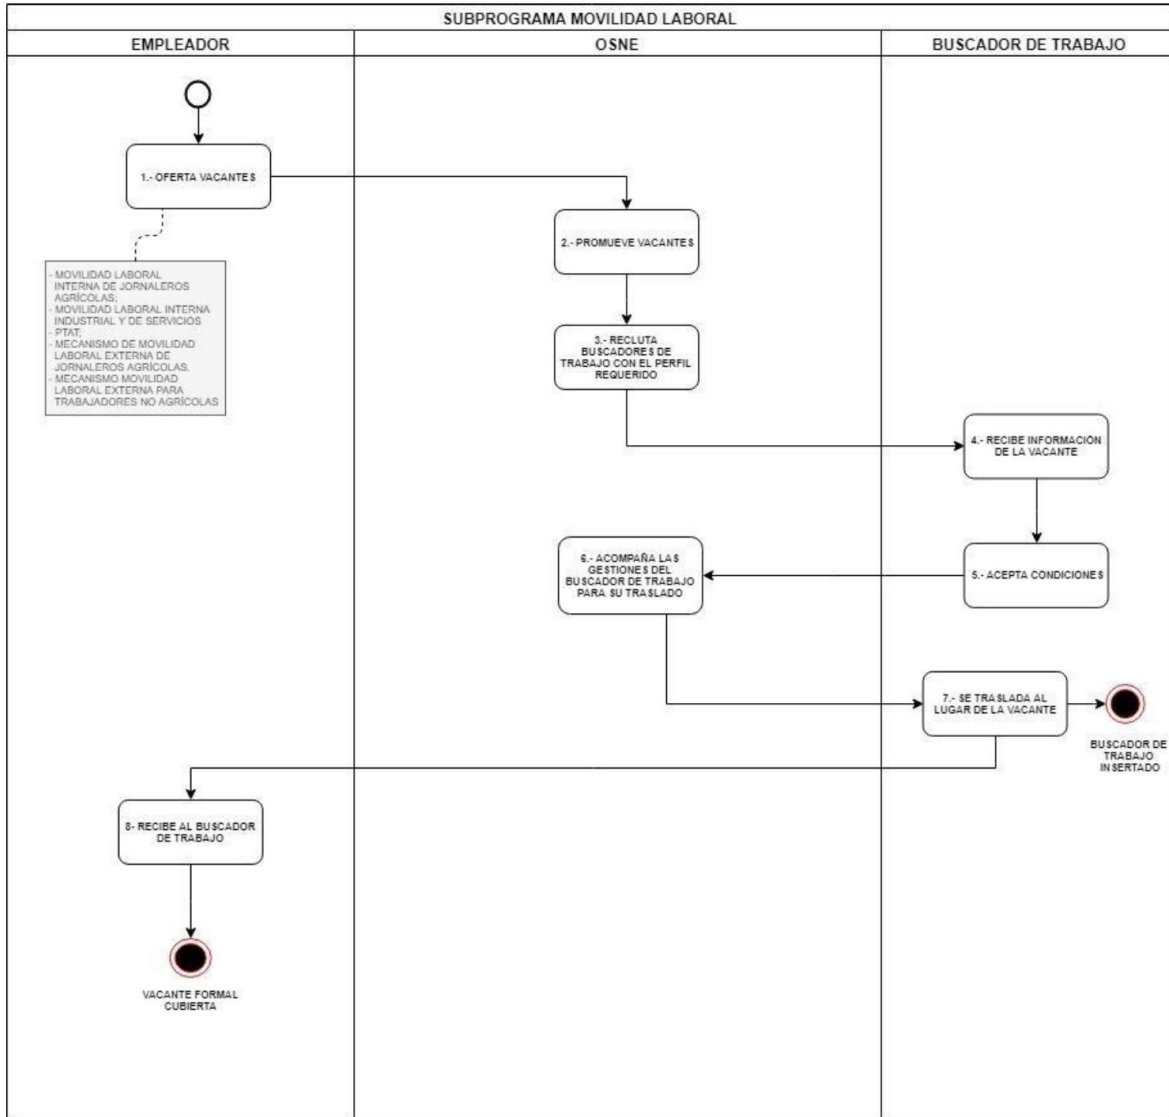 SUBPROGRAMA MOVILIDAD LABORAL
EMPLEADOR
OSNE
BUSCADOR DE TRABAJO
1.- OFERTA VACANTES
- MOVILIDAD LABORAL
INTERNA DE JORNALEROS
AGRÍCOLAS;
- MOVILIDAD LABORAL INTERNA
INDUSTRIAL Y DE SERVICIOS
- PTAT;
- MECANISMO DE MOVILIDAD
LABORAL EXTERNA DE
JORNALEROS AGRÍCOLAS.
- MECANISMO MOVILIDAD
LABORAL EXTERNA PARA
TRABAJADORES NO AGRÍCOLAS
2.- PROMUEVE VACANTES
3.- RECLUTA
BUSCADORES DE
TRABAJO CON EL PERFIL
REQUERIDO
4.- RECIBE INFORMACIÓN
DE LA VACANTE
5.- ACEPTA CONDICIONES
6.- ACOMPAÑA LAS
GESTIONES DEL
BUSCADOR DE TRABAJO
PARA SU TRASLADO
7.- SE TRASLADA AL
LUGAR DE LA VACANTE
BUSCADOR DE
TRABAJO
INSERTADO
8- RECIBE AL BUSCADOR
DE TRABAJO
VACANTE FORMAL
CUBIERTA